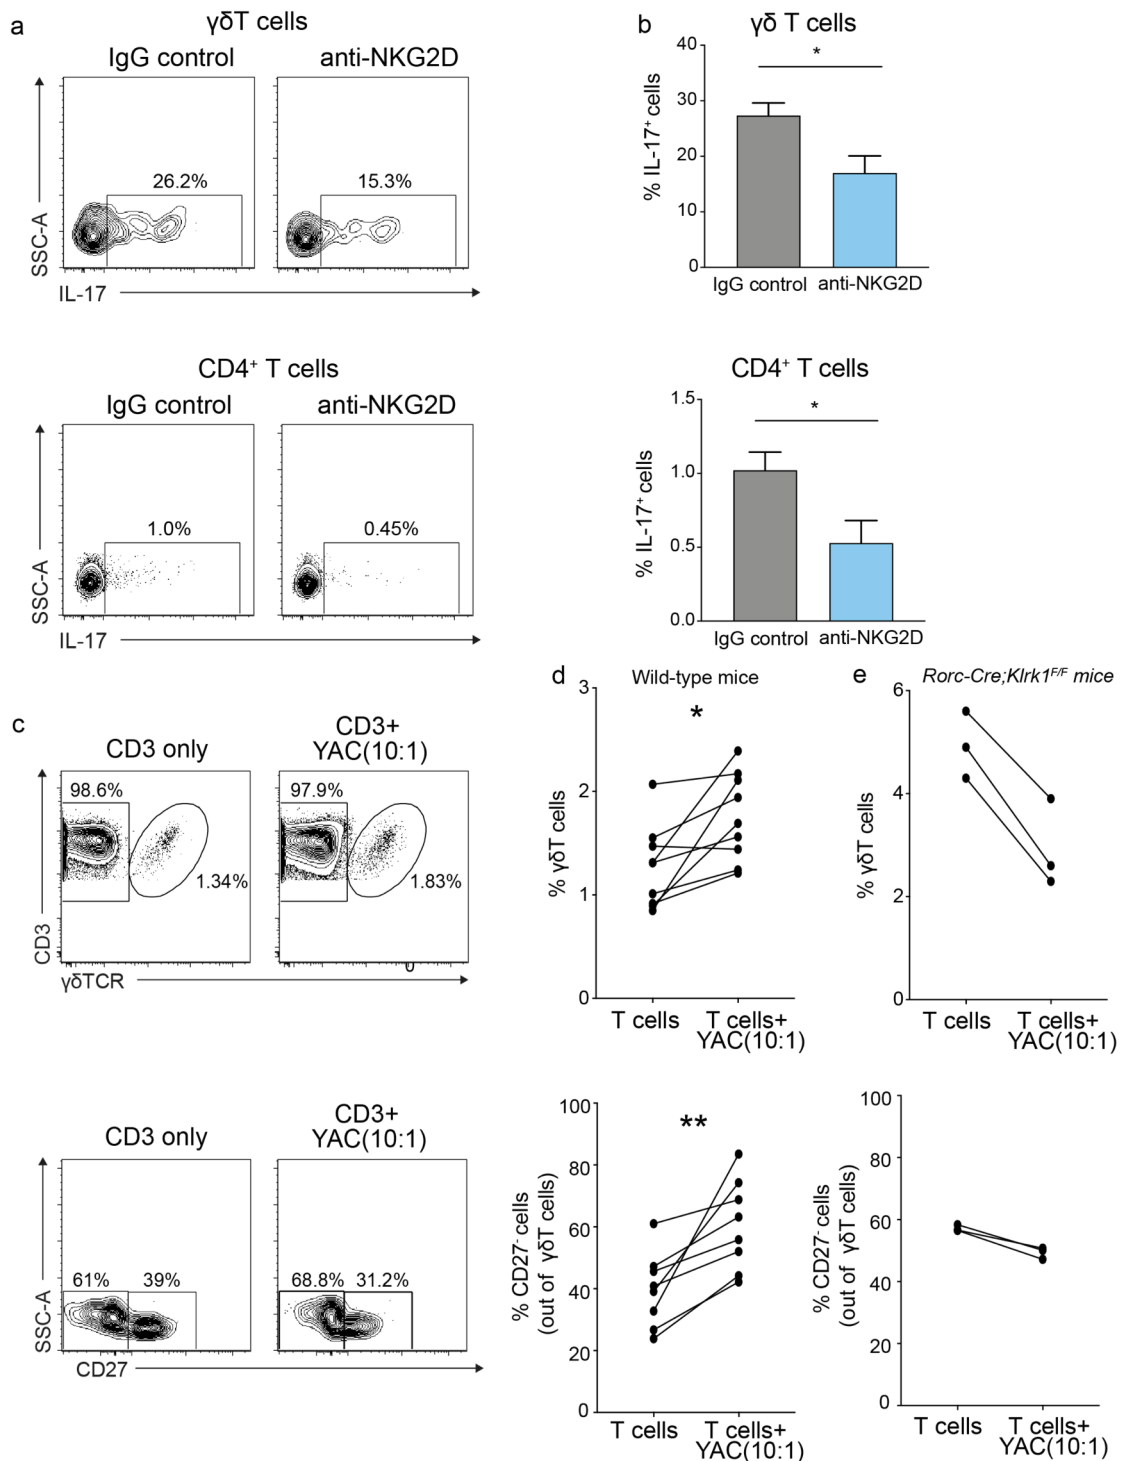 a
γδT cells
IgG control
anti-NKG2D
26.2%
15.3%
SSC-A
IL-17
b
γδ T cells
*
% IL-17⁺ cells
40
30
20
10
0
IgG control
anti-NKG2D
CD4⁺ T cells
IgG control
anti-NKG2D
1.0%
0.45%
SSC-A
IL-17
CD4⁺ T cells
*
% IL-17⁺ cells
1.5
1.0
0.5
0.0
IgG control
anti-NKG2D
c
CD3 only
CD3+
YAC(10:1)
98.6%
1.34%
97.9%
1.83%
CD3
γδTCR
d
Wild-type mice
*
% γδT cells
3
2
1
0
T cells
T cells+
YAC(10:1)
e
Rorc-Cre;Klrk1F/F mice
% γδT cells
6
4
2
0
T cells
T cells+
YAC(10:1)
CD3 only
CD3+
YAC(10:1)
61%
39%
68.8%
31.2%
SSC-A
CD27
**
% CD27⁻ cells
(out of γδT cells)
100
80
60
40
20
0
T cells
T cells+
YAC(10:1)
% CD27⁻ cells
(out of γδT cells)
100
80
60
40
20
0
T cells
T cells+
YAC(10:1)